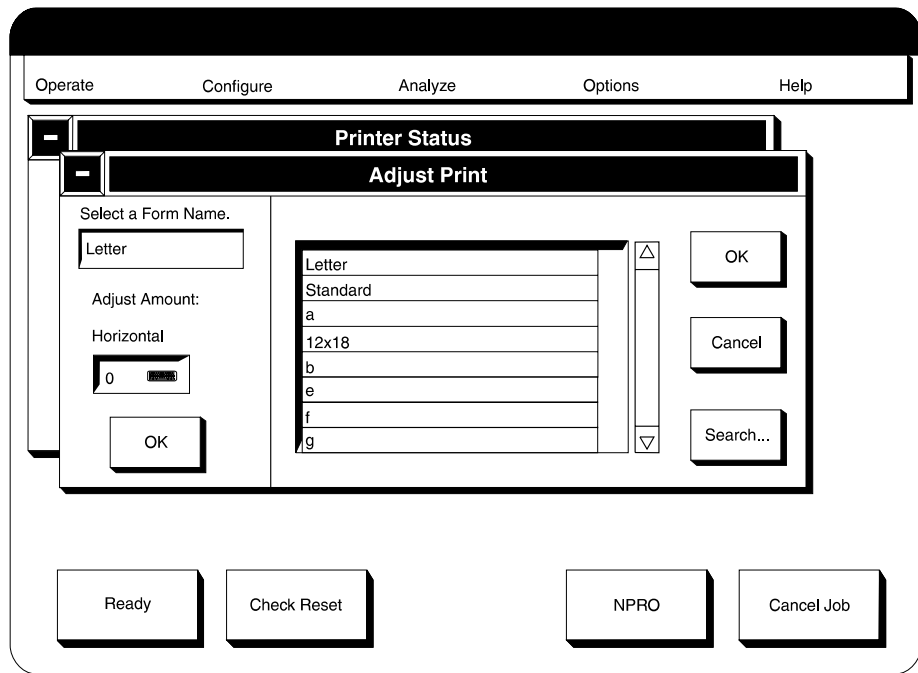 Operate Configure Analyze Options Help
Printer Status
Adjust Print
Select a Form Name.
Letter
Adjust Amount:
Horizontal
0
OK
Letter
Standard
a
12x18
b
e
f
g
OK
Cancel
Search...
Ready Check Reset NPRO Cancel Job